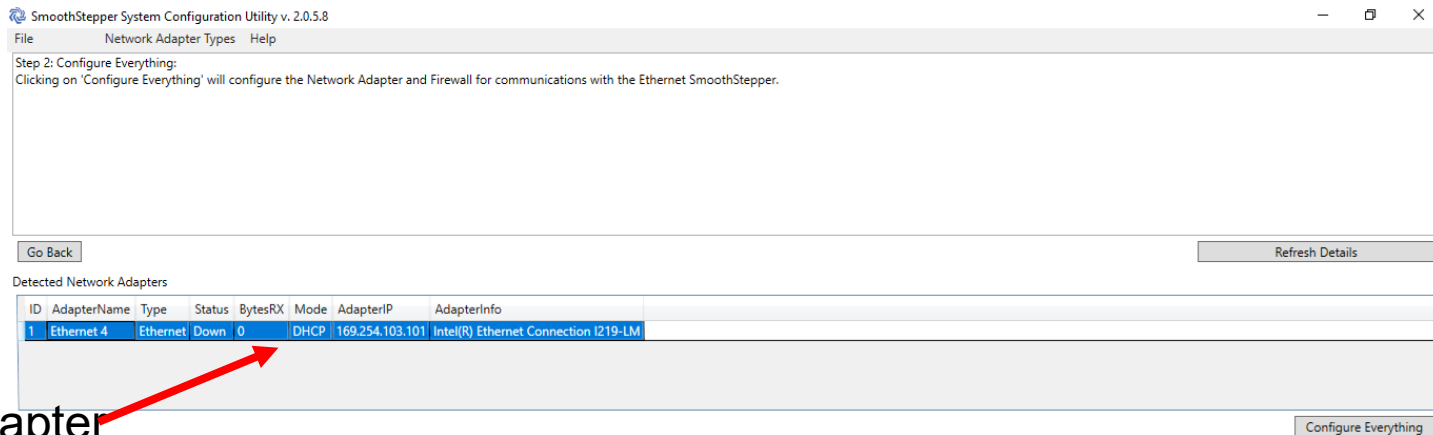 SmoothStepper System Configuration Utility v. 2.0.5.8
File Network Adapter Types Help
Step 2: Configure Everything:
Clicking on 'Configure Everything' will configure the Network Adapter and Firewall for communications with the Ethernet SmoothStepper.
Go Back Refresh Details
Detected Network Adapters
ID AdapterName Type Status BytesRX Mode AdapterIP AdapterInfo
1 Ethernet 4 Ethernet Down 0 DHCP 169.254.103.101 Intel(R) Ethernet Connection I219-LM
apter
Configure Everything